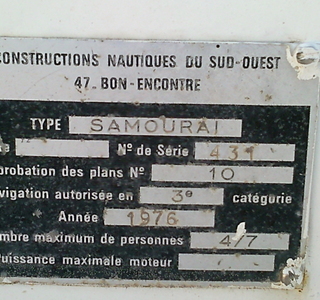 CONSTRUCTIONS NAUTIQUES DU SUD-OUEST
47_ BON-ENCONTRE
TYPE SAMOURAI
Nº de Série 431
probation des plans Nº 10
vigation autorisée en 3e catégorie
Année 1976
mbre maximum de personnes 4/7
uissance maximale moteur